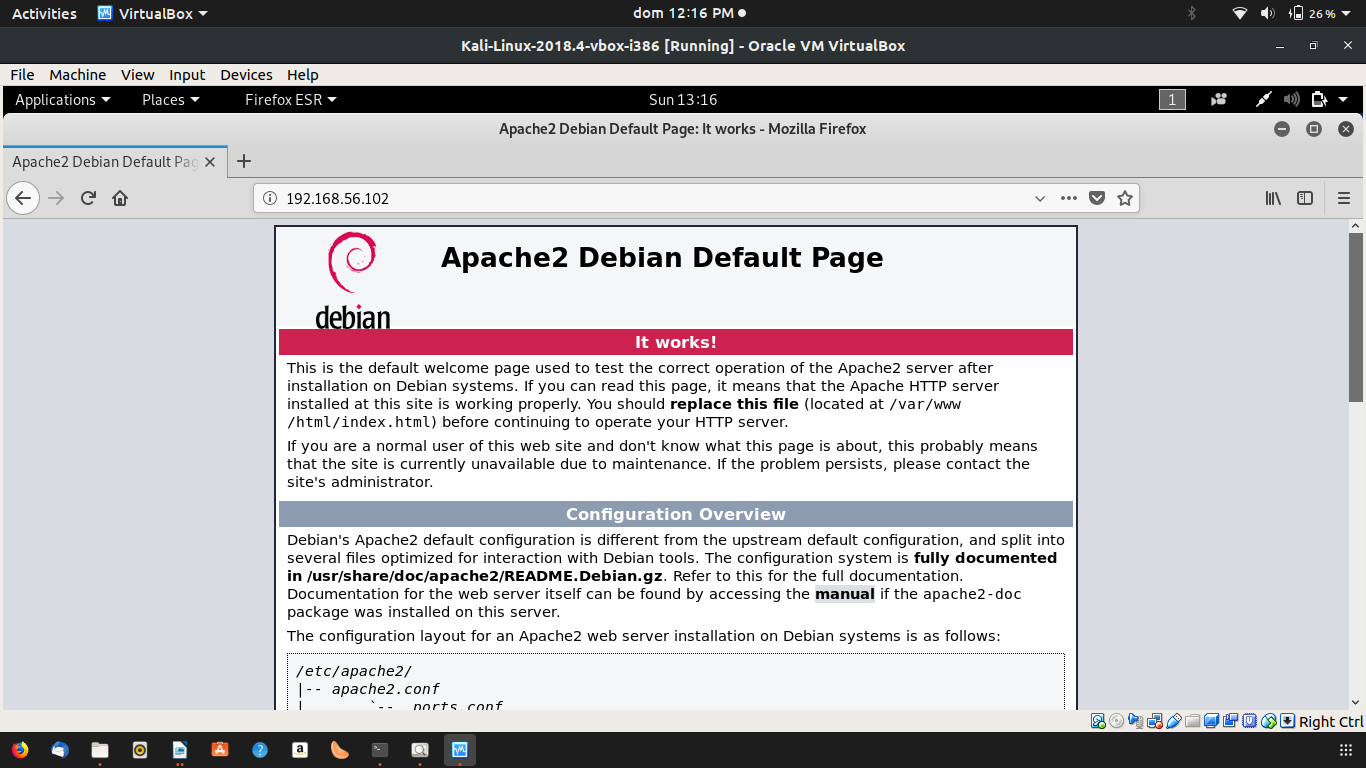 Activities VirtualBox dom 12:16 PM 26 %
Kali-Linux-2018.4-vbox-i386 [Running] - Oracle VM VirtualBox
File Machine View Input Devices Help
Applications Places Firefox ESR Sun 13:16 1
Apache2 Debian Default Page: It works - Mozilla Firefox
Apache2 Debian Default Pag
192.168.56.102
debian
Apache2 Debian Default Page
It works!
This is the default welcome page used to test the correct operation of the Apache2 server after
installation on Debian systems. If you can read this page, it means that the Apache HTTP server
installed at this site is working properly. You should replace this file (located at /var/www
/html/index.html) before continuing to operate your HTTP server.
If you are a normal user of this web site and don't know what this page is about, this probably means
that the site is currently unavailable due to maintenance. If the problem persists, please contact the
site's administrator.
Configuration Overview
Debian's Apache2 default configuration is different from the upstream default configuration, and split into
several files optimized for interaction with Debian tools. The configuration system is fully documented
in /usr/share/doc/apache2/README.Debian.gz. Refer to this for the full documentation.
Documentation for the web server itself can be found by accessing the manual if the apache2-doc
package was installed on this server.
The configuration layout for an Apache2 web server installation on Debian systems is as follows:
/etc/apache2/
|-- apache2.conf
|       `--  ports.conf
Right Ctrl